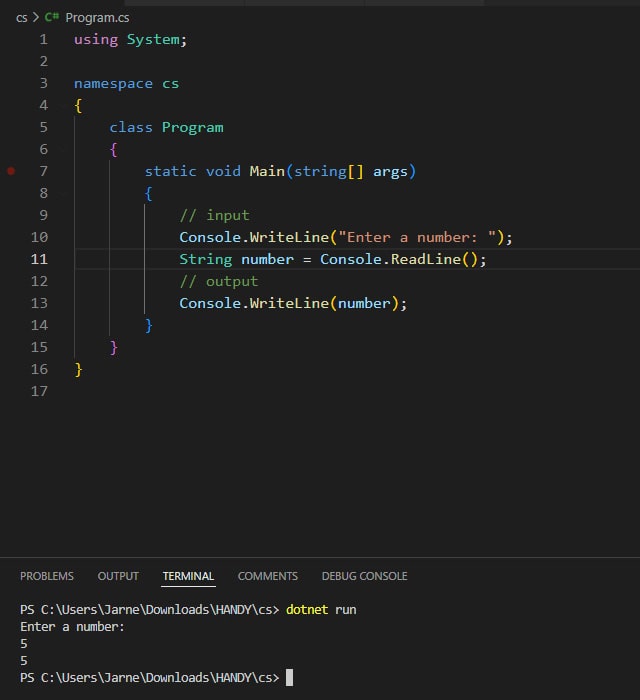 cs > C# Program.cs
1 using System;
2
3 namespace cs
4 {
5     class Program
6     {
7         static void Main(string[] args)
8         {
9             // input
10             Console.WriteLine("Enter a number: ");
11             String number = Console.ReadLine();
12             // output
13             Console.WriteLine(number);
14         }
15     }
16 }
17
PROBLEMS OUTPUT TERMINAL COMMENTS DEBUG CONSOLE
PS C:\Users\Jarne\Downloads\HANDY\cs> dotnet run
Enter a number:
5
5
PS C:\Users\Jarne\Downloads\HANDY\cs>